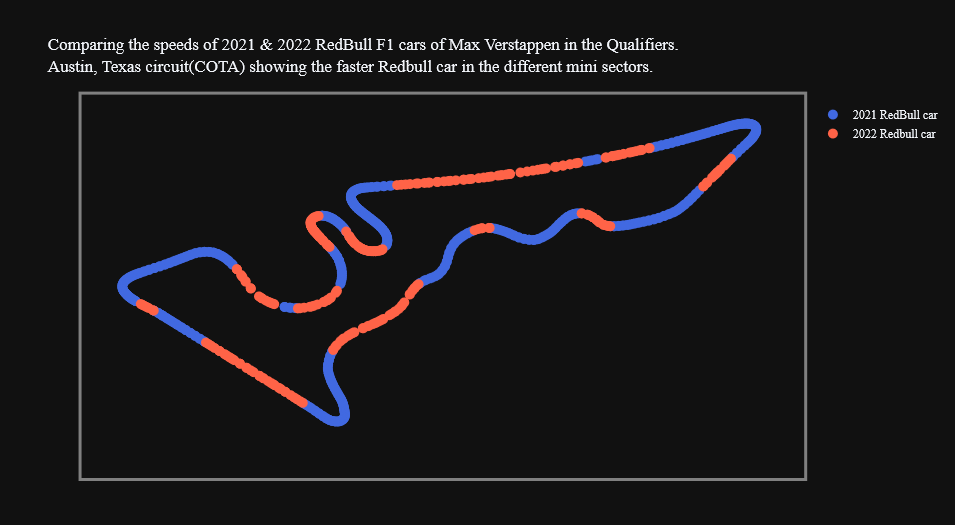 Comparing the speeds of 2021 & 2022 RedBull F1 cars of Max Verstappen in the Qualifiers.
Austin, Texas circuit(COTA) showing the faster Redbull car in the different mini sectors.
2021 RedBull car
2022 Redbull car